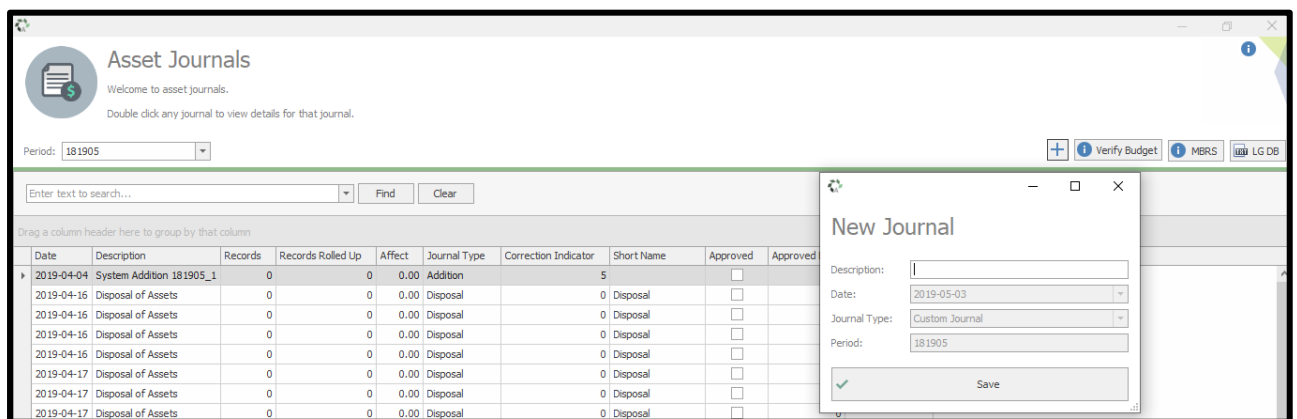 Asset Journals
Welcome to asset journals.
Double click any journal to view details for that journal.
Period: 181905
Verify Budget MBRS LG DB
Enter text to search... Find Clear
Drag a column header here to group by that column
Date Description Records Records Rolled Up Affect Journal Type Correction Indicator Short Name Approved Approved
2019-04-04 System Addition 181905_1 0 0 0.00 Addition 5
2019-04-16 Disposal of Assets 0 0 0.00 Disposal 0 Disposal
2019-04-16 Disposal of Assets 0 0 0.00 Disposal 0 Disposal
2019-04-16 Disposal of Assets 0 0 0.00 Disposal 0 Disposal
2019-04-16 Disposal of Assets 0 0 0.00 Disposal 0 Disposal
2019-04-17 Disposal of Assets 0 0 0.00 Disposal 0 Disposal
2019-04-17 Disposal of Assets 0 0 0.00 Disposal 0 Disposal
2019-04-17 Disposal of Assets 0 0 0.00 Disposal 0 Disposal
New Journal
Description:
Date: 2019-05-03
Journal Type: Custom Journal
Period: 181905
Save